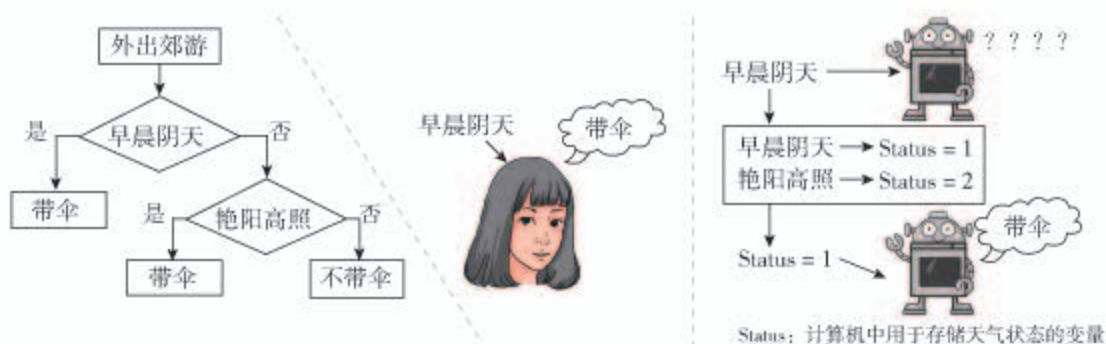 外出郊游
早晨阴天
是
否
带伞
艳阳高照
是
否
带伞
不带伞
早晨阴天
带伞
早晨阴天
? ? ? ?
早晨阴天 → Status = 1
艳阳高照 → Status = 2
Status = 1
带伞
Status：计算机中用于存储天气状态的变量